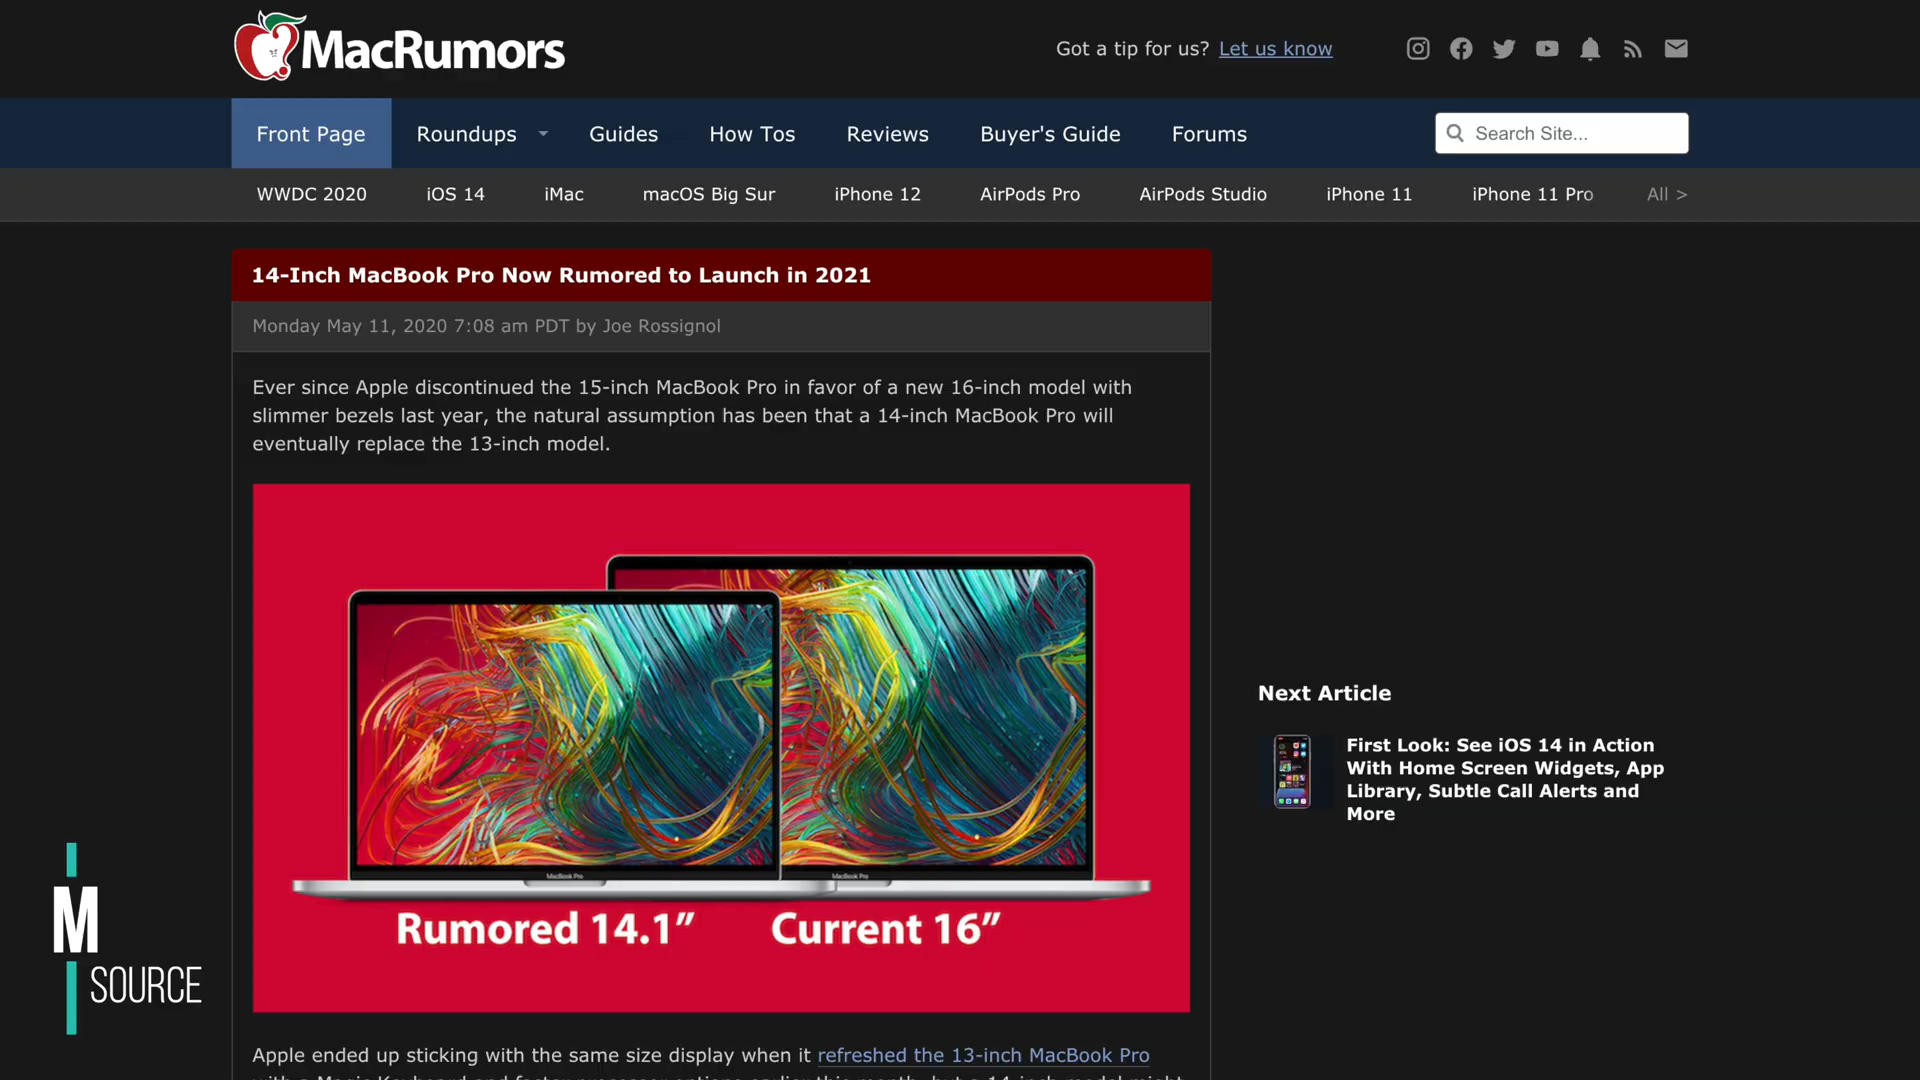 MacRumors
Got a tip for us? Let us know
Front Page Roundups Guides How Tos Reviews Buyer's Guide Forums
Search Site...
WWDC 2020 iOS 14 iMac macOS Big Sur iPhone 12 AirPods Pro AirPods Studio iPhone 11 iPhone 11 Pro All >
14-Inch MacBook Pro Now Rumored to Launch in 2021
Monday May 11, 2020 7:08 am PDT by Joe Rossignol
Ever since Apple discontinued the 15-inch MacBook Pro in favor of a new 16-inch model with
slimmer bezels last year, the natural assumption has been that a 14-inch MacBook Pro will
eventually replace the 13-inch model.
MacBook Pro MacBook Pro
Rumored 14.1” Current 16”
Next Article
First Look: See iOS 14 in Action
With Home Screen Widgets, App
Library, Subtle Call Alerts and
More
M
SOURCE
Apple ended up sticking with the same size display when it refreshed the 13-inch MacBook Pro